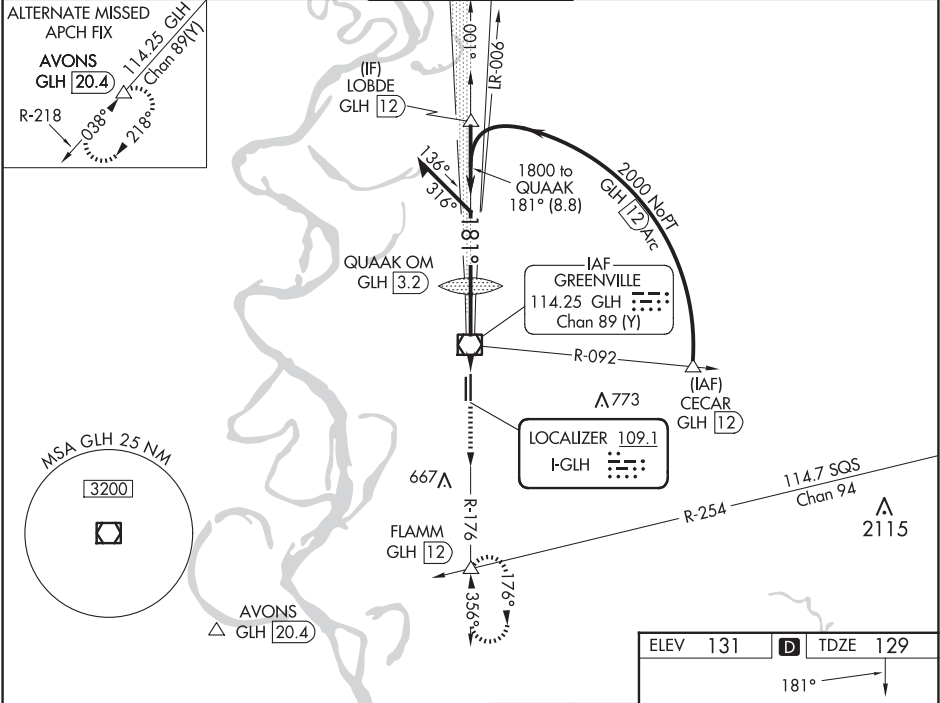 ALTERNATE MISSED
APCH FIX
AVONS
GLH 20.4
114.25 GLH
Chan 89(Y)
R-218
038°
218°
(IF)
LOBDE
GLH 12
001°
LR-006
136°
316°
1800 to
QUAAK
181° (8.8)
2000 NoPT
GLH 12 Arc
181°
QUAAK OM
GLH 3.2
IAF
GREENVILLE
114.25 GLH
Chan 89 (Y)
R-092
(IAF)
CECAR
GLH 12
773
LOCALIZER 109.1
I-GLH
MSA GLH 25 NM
3200
667
R-176
114.7 SQS
Chan 94
R-254
2115
FLAMM
GLH 12
176°
356°
AVONS
GLH 20.4
ELEV 131 D TDZE 129
181°